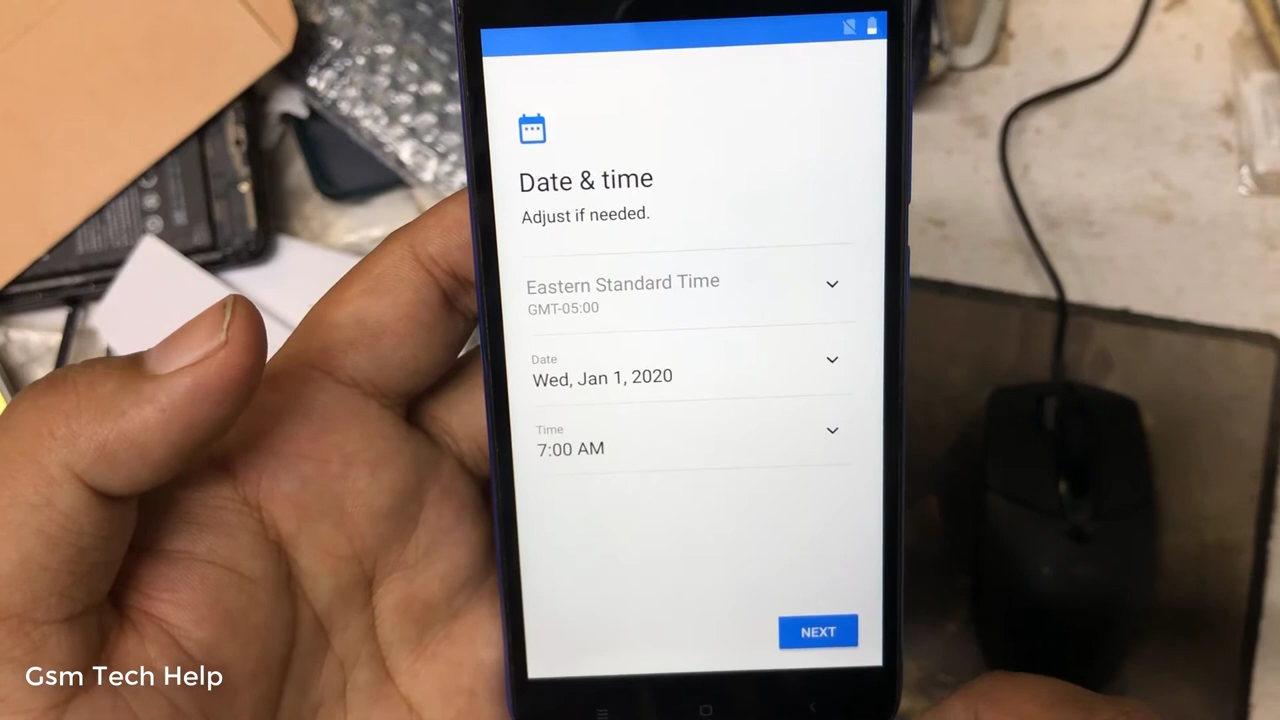 Date & time
Adjust if needed.
Eastern Standard Time
GMT-05:00
Date
Wed, Jan 1, 2020
Time
7:00 AM
NEXT
Gsm Tech Help